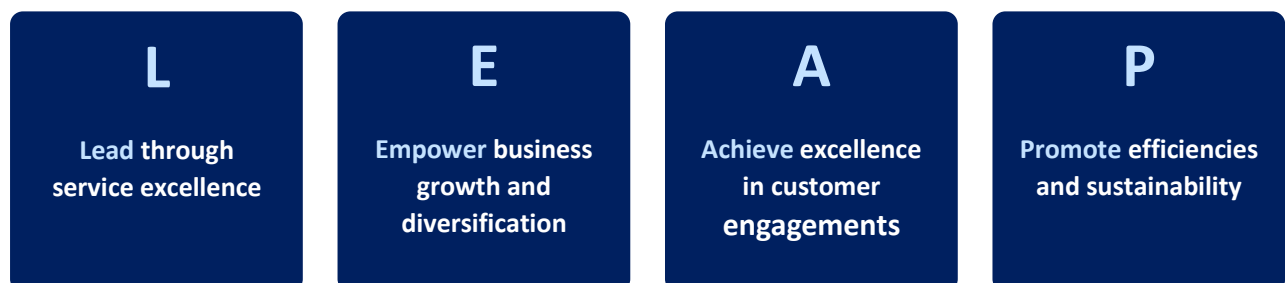 L
Lead through
service excellence
E
Empower business
growth and
diversification
A
Achieve excellence
in customer
engagements
P
Promote efficiencies
and sustainability